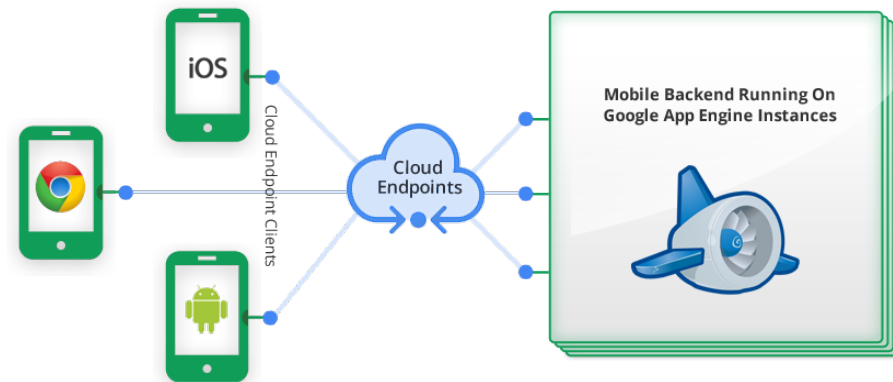 iOS
Cloud Endpoint Clients
Cloud
Endpoints
Mobile Backend Running On
Google App Engine Instances